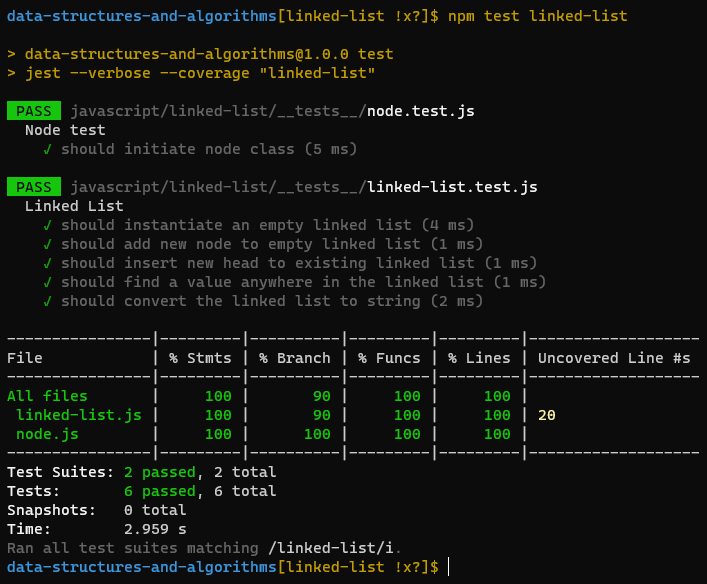 data-structures-and-algorithms[linked-list !x?]$ npm test linked-list
> data-structures-and-algorithms@1.0.0 test
> jest --verbose --coverage "linked-list"
PASS javascript/linked-list/__tests__/node.test.js
Node test
✓ should initiate node class (5 ms)
PASS javascript/linked-list/__tests__/linked-list.test.js
Linked List
✓ should instantiate an empty linked list (4 ms)
✓ should add new node to empty linked list (1 ms)
✓ should insert new head to existing linked list (1 ms)
✓ should find a value anywhere in the linked list (1 ms)
✓ should convert the linked list to string (2 ms)
----------------|---------|----------|---------|---------|-------------------
File            | % Stmts | % Branch | % Funcs | % Lines | Uncovered Line #s
----------------|---------|----------|---------|---------|-------------------
All files       |     100 |       90 |     100 |     100 |
 linked-list.js |     100 |       90 |     100 |     100 | 20
 node.js        |     100 |      100 |     100 |     100 |
----------------|---------|----------|---------|---------|-------------------
Test Suites: 2 passed, 2 total
Tests:       6 passed, 6 total
Snapshots:   0 total
Time:        2.959 s
Ran all test suites matching /linked-list/i.
data-structures-and-algorithms[linked-list !x?]$